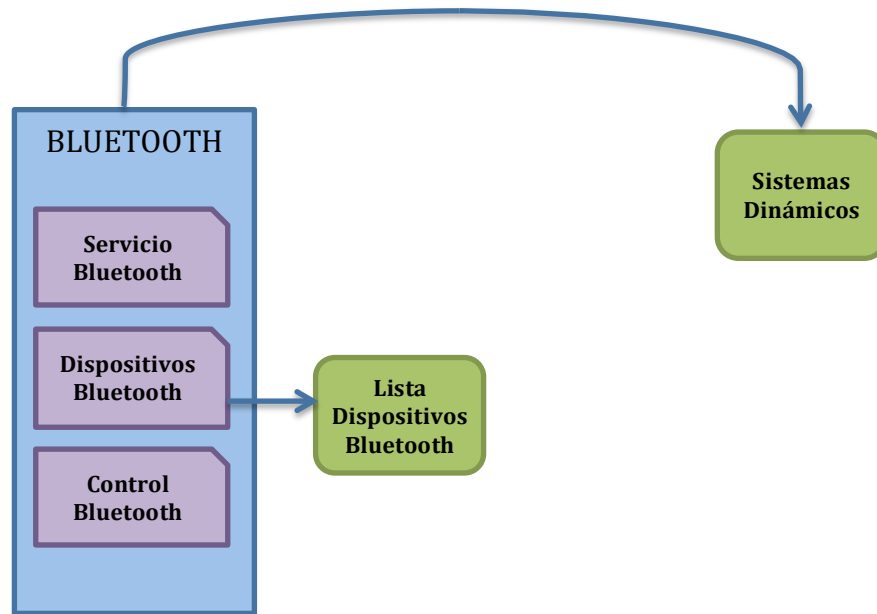 BLUETOOTH
Servicio
Bluetooth
Dispositivos
Bluetooth
Control
Bluetooth
Lista
Dispositivos
Bluetooth
Sistemas
Dinámicos